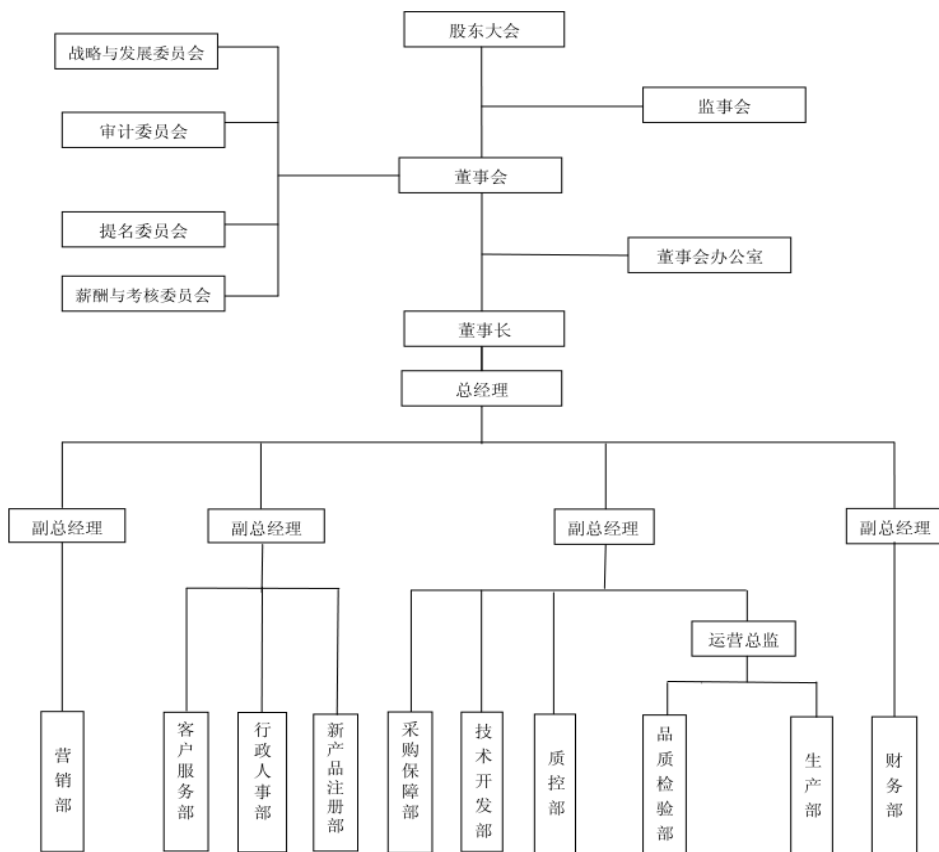 股东大会
战略与发展委员会
监事会
审计委员会
董事会
提名委员会
董事会办公室
薪酬与考核委员会
董事长
总经理
副总经理
副总经理
副总经理
副总经理
运营总监
营销部
客户服务部
行政人事部
新产品注册部
采购保障部
技术开发部
质控部
品质检验部
生产部
财务部